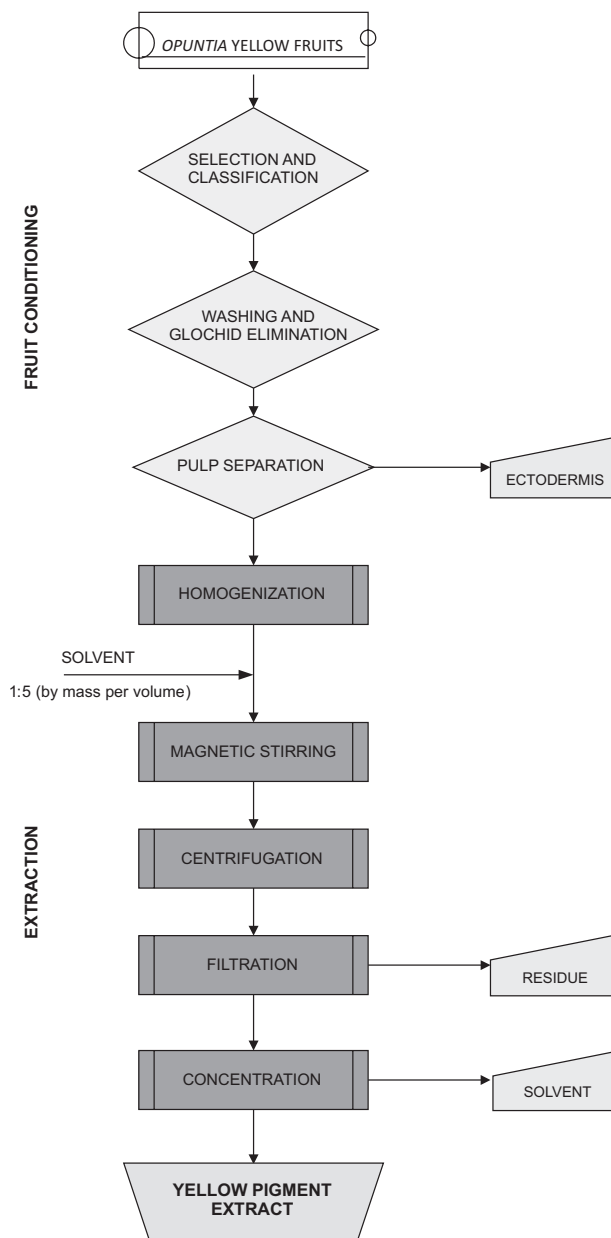 OPUNTIA YELLOW FRUITS
SELECTION AND
CLASSIFICATION
FRUIT CONDITIONING
WASHING AND
GLOCHID ELIMINATION
PULP SEPARATION
ECTODERMIS
HOMOGENIZATION
SOLVENT
1:5 (by mass per volume)
MAGNETIC STIRRING
EXTRACTION
CENTRIFUGATION
FILTRATION
RESIDUE
CONCENTRATION
SOLVENT
YELLOW PIGMENT
EXTRACT